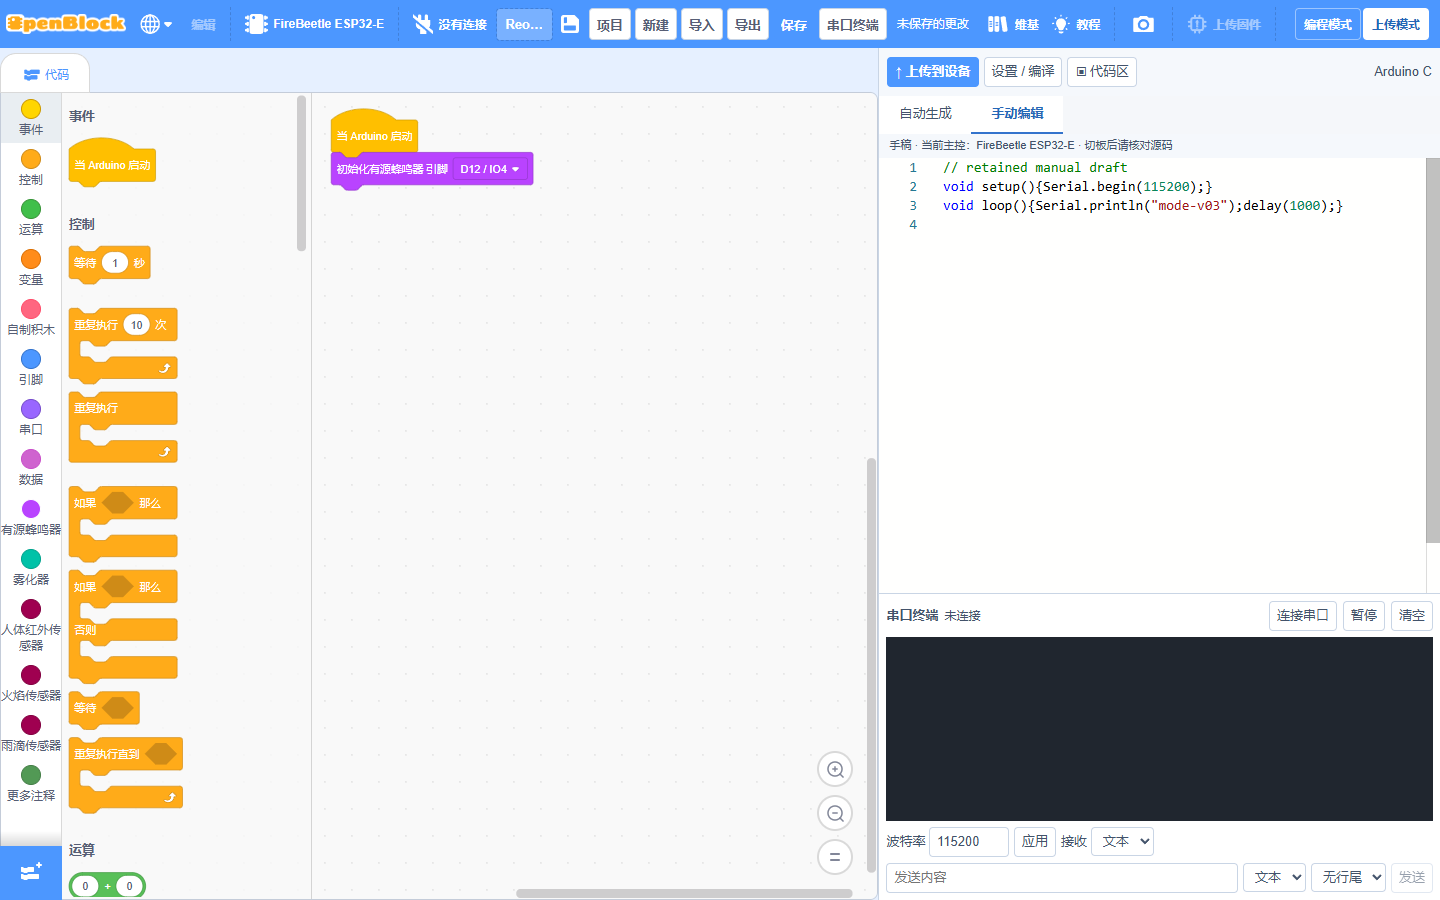 OpenBlock
编辑
FireBeetle ESP32-E
没有连接
Reo...
项目
新建
导入
导出
保存
串口终端
未保存的更改
维基
教程
上传固件
编程模式
上传模式
代码
↑ 上传到设备
设置 / 编译
▣ 代码区
Arduino C
自动生成
手动编辑
手稿 · 当前主控：FireBeetle ESP32-E · 切板后请核对源码
1 // retained manual draft
2 void setup(){Serial.begin(115200);}
3 void loop(){Serial.println("mode-v03");delay(1000);}
4
事件
控制
运算
变量
自制积木
引脚
串口
数据
有源蜂鸣器
雾化器
人体红外传
感器
火焰传感器
雨滴传感器
更多注释
事件
当 Arduino 启动
控制
等待 1 秒
重复执行 10 次
重复执行
如果 那么
如果 那么
否则
等待
重复执行直到
运算
0 + 0
当 Arduino 启动
初始化有源蜂鸣器 引脚 D12 / IO4
串口终端 未连接
连接串口
暂停
清空
波特率 115200 应用 接收 文本
发送内容
文本
无行尾
发送